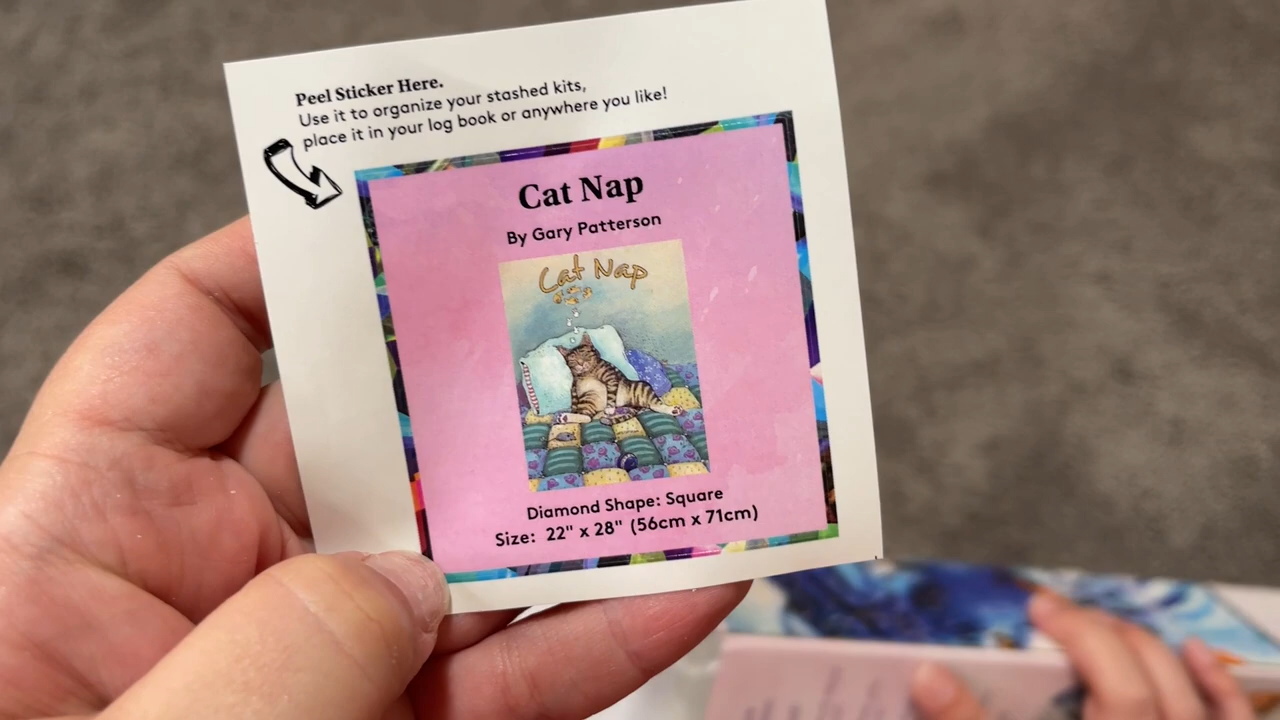 Peel Sticker Here.
Use it to organize your stashed kits,
place it in your log book or anywhere you like!
Cat Nap
By Gary Patterson
Cat Nap
Diamond Shape: Square
Size: 22" x 28" (56cm x 71cm)